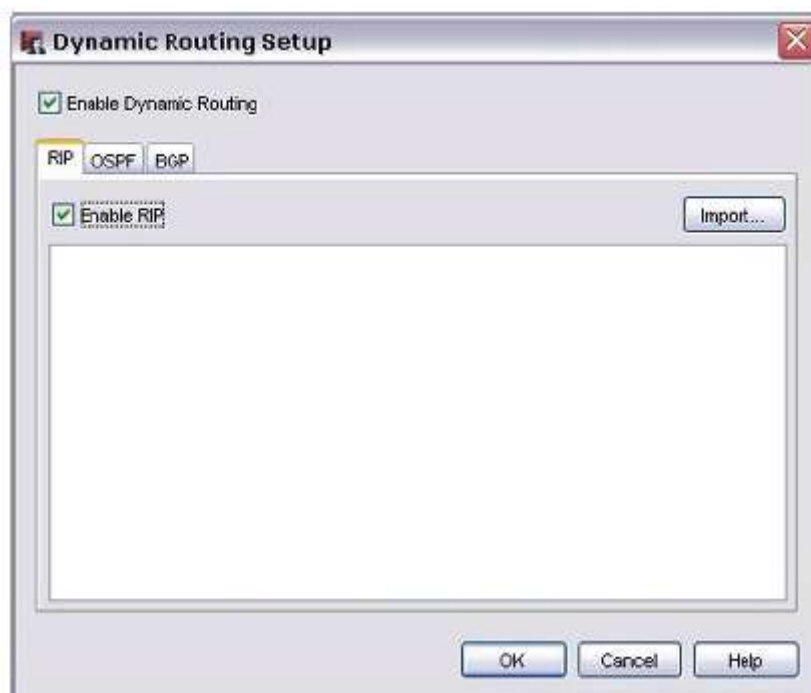 Dynamic Routing Setup
Enable Dynamic Routing
RIP OSPF BGP
Enable RIP Import...
OK Cancel Help